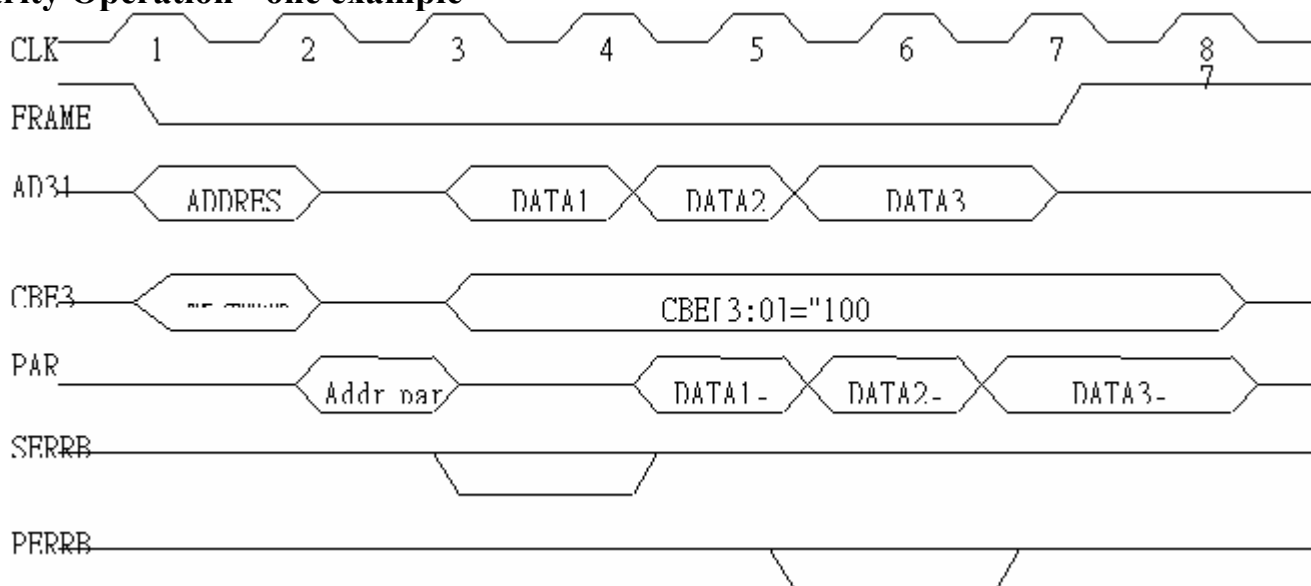 rity Operation - one example
CLK 1 2 3 4 5 6 7 8
7
FRAME
AD31 ADDRES DATA1 DATA2 DATA3
CBE3 CBE[3:0]="100
PAR Addr par DATA1- DATA2- DATA3-
SERRB
PERRB